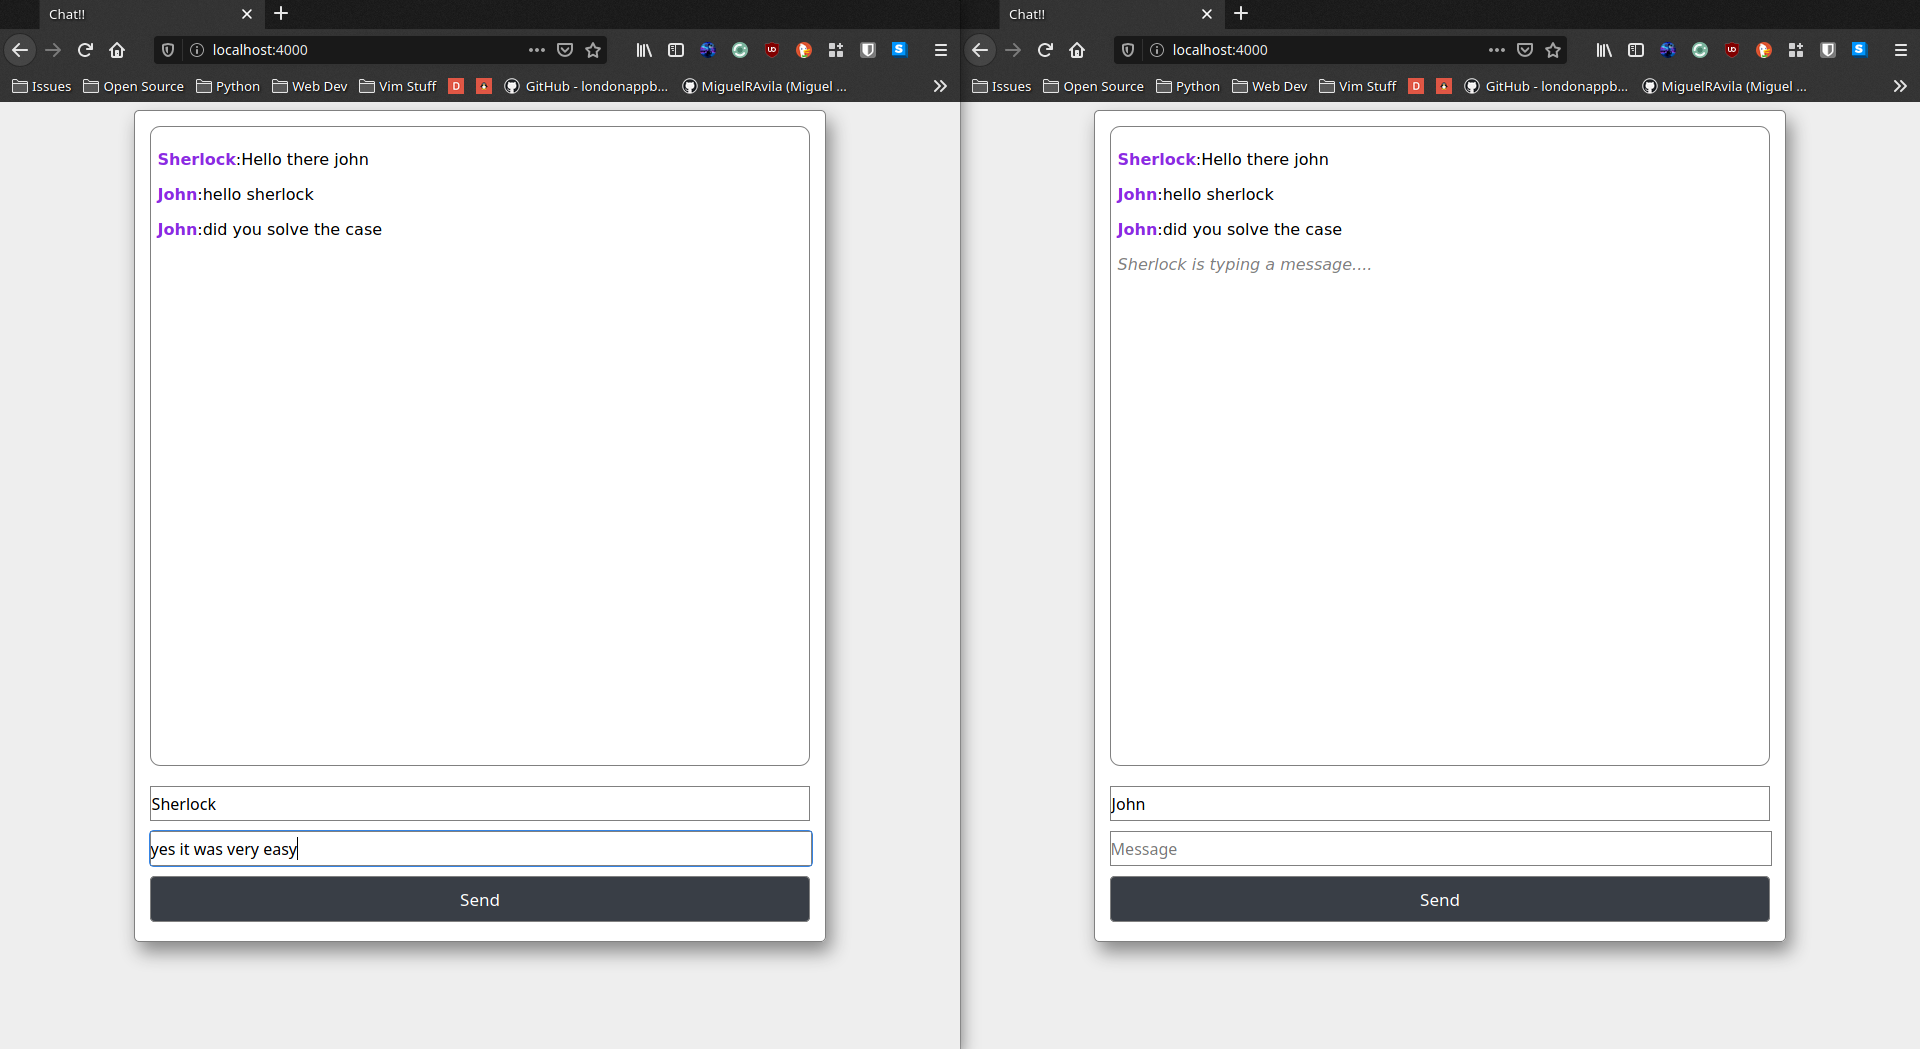 Chat!!
localhost:4000
Issues Open Source Python Web Dev Vim Stuff D GitHub - londonappb... MiguelRAvila (Miguel ...
Sherlock:Hello there john
John:hello sherlock
John:did you solve the case
Sherlock
yes it was very easy
Send
Chat!!
localhost:4000
Issues Open Source Python Web Dev Vim Stuff D GitHub - londonappb... MiguelRAvila (Miguel ...
Sherlock:Hello there john
John:hello sherlock
John:did you solve the case
Sherlock is typing a message....
John
Message
Send